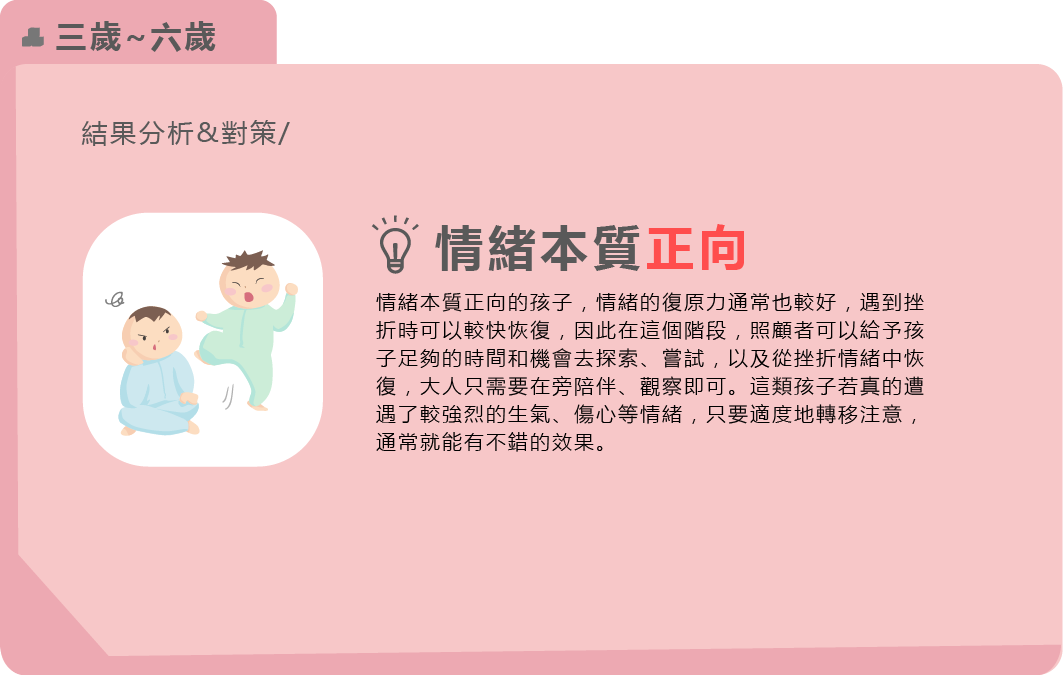 三歲~六歲
結果分析&對策/
情緒本質正向
情緒本質正向的孩子，情緒的復原力通常也較好，遇到挫
折時可以較快恢復，因此在這個階段，照顧者可以給予孩
子足夠的時間和機會去探索、嘗試，以及從挫折情緒中恢
復，大人只需要在旁陪伴、觀察即可。這類孩子若真的遭
遇了較強烈的生氣、傷心等情緒，只要適度地轉移注意，
通常就能有不錯的效果。